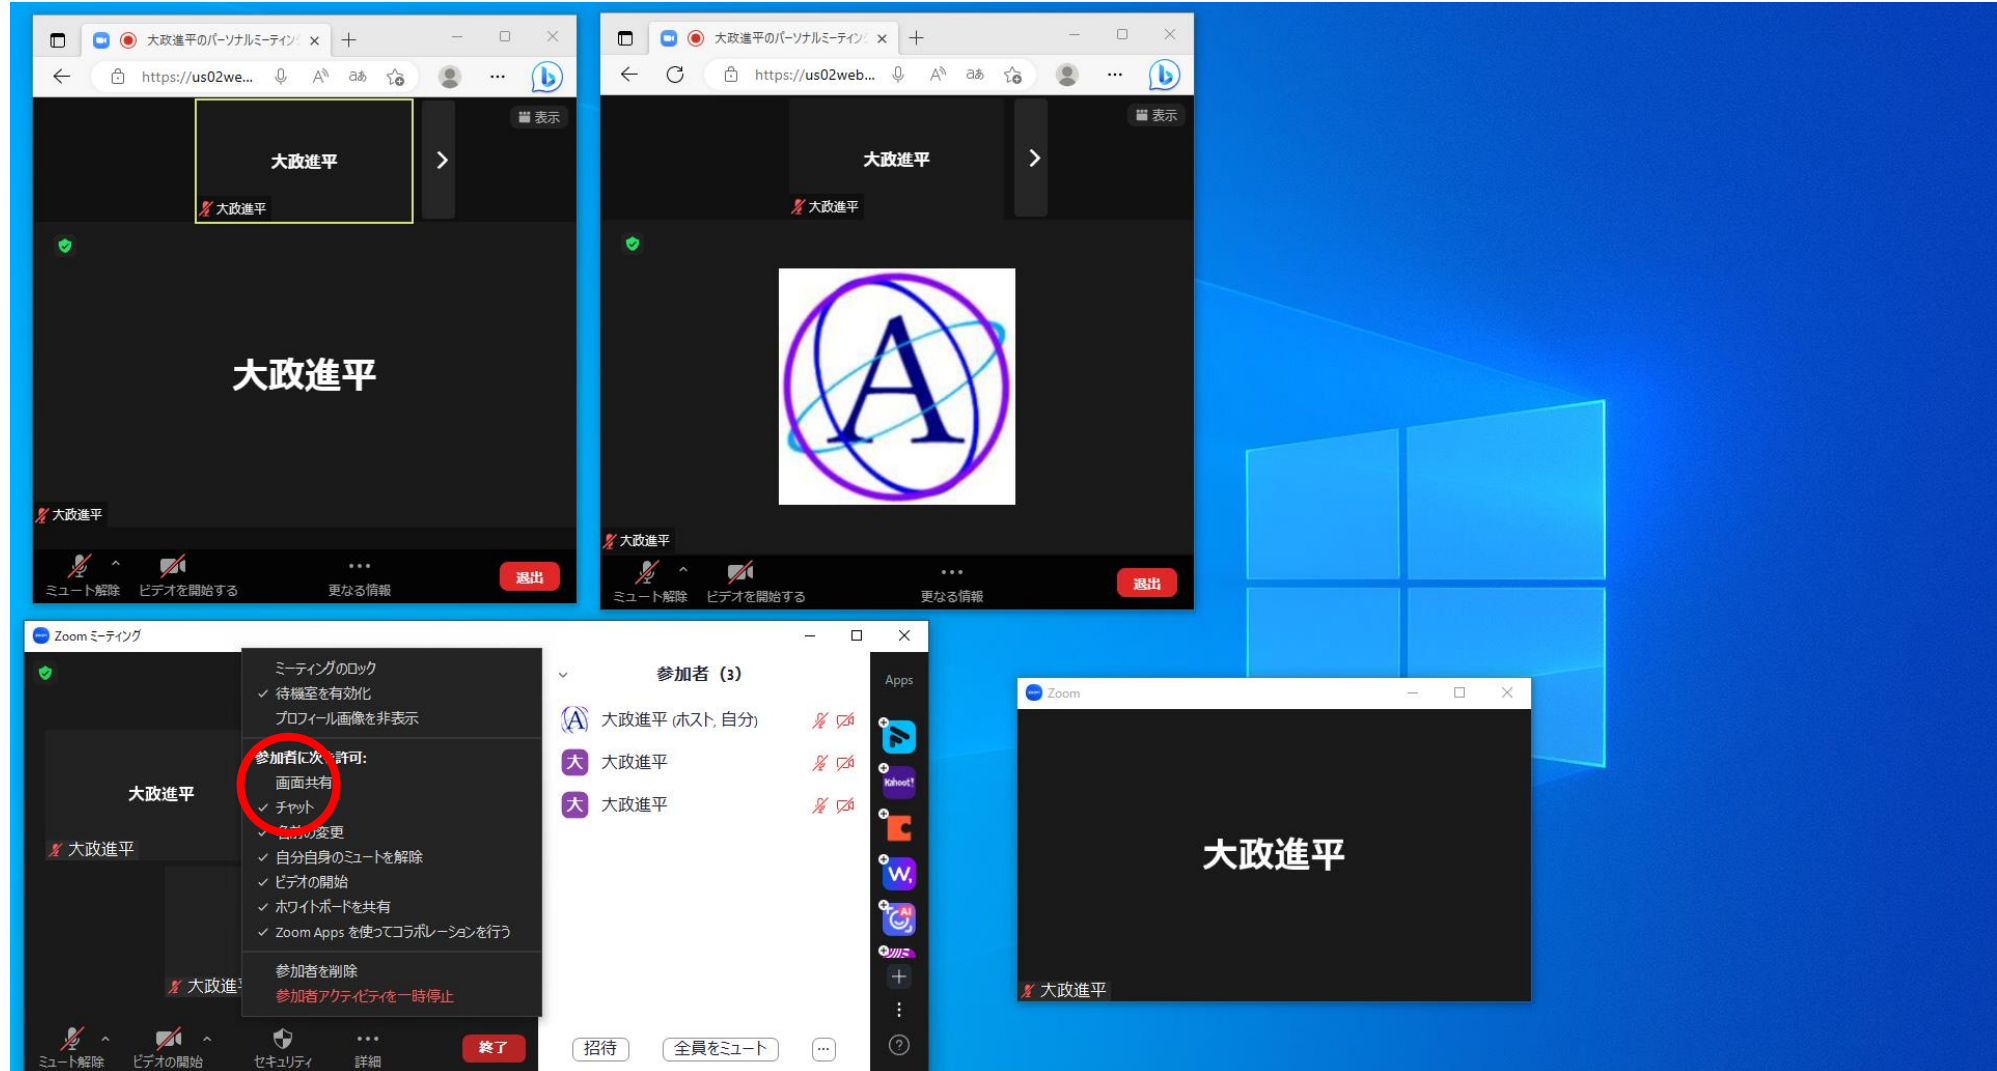 大政進平のパーソナルミーティン
https://us02we...
表示
大政進平
大政進平
大政進平
大政進平
ミュート解除 ビデオを開始する 更なる情報 退出
大政進平のパーソナルミーティン
https://us02web...
表示
大政進平
大政進平
A
大政進平
ミュート解除 ビデオを開始する 更なる情報 退出
Zoom ミーティング
大政進平
大政進平
大政進
ミーティングのロック
待機室を有効化
プロフィール画像を非表示
参加者に次を許可:
画面共有
チャット
名前の変更
自分自身のミュートを解除
ビデオの開始
ホワイトボードを共有
Zoom Apps を使ってコラボレーションを行う
参加者を削除
参加者アクティビティを一時停止
ミュート解除 ビデオの開始 セキュリティ 詳細 終了
参加者 (3)
大政進平 (ホスト, 自分)
大 大政進平
大 大政進平
招待 全員をミュート ...
Apps
Kahoot!
W,
AI
Zoom
大政進平
大政進平